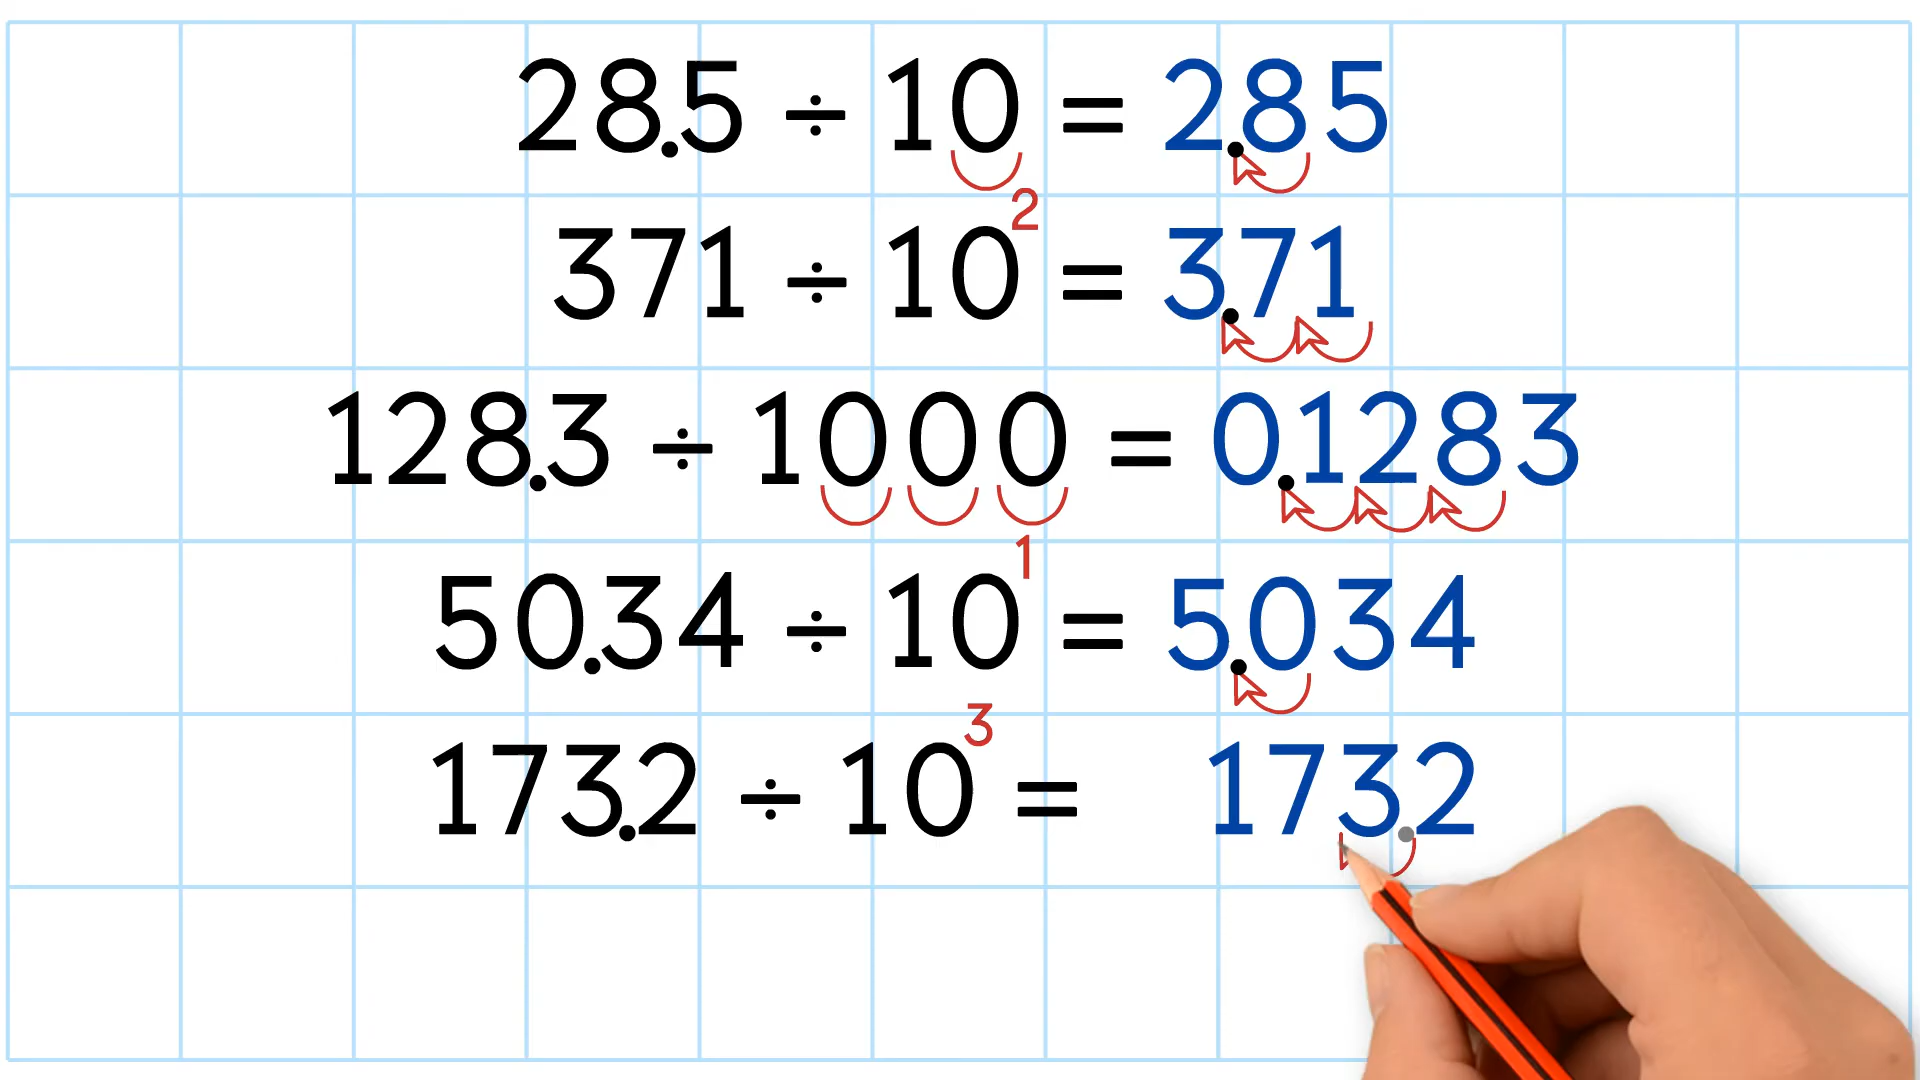 28.5 ÷ 10 = 2.85
371 ÷ 10² = 3.71
128.3 ÷ 1000 = 0.1283
50.34 ÷ 10¹ = 5.034
173.2 ÷ 10³ = 173.2